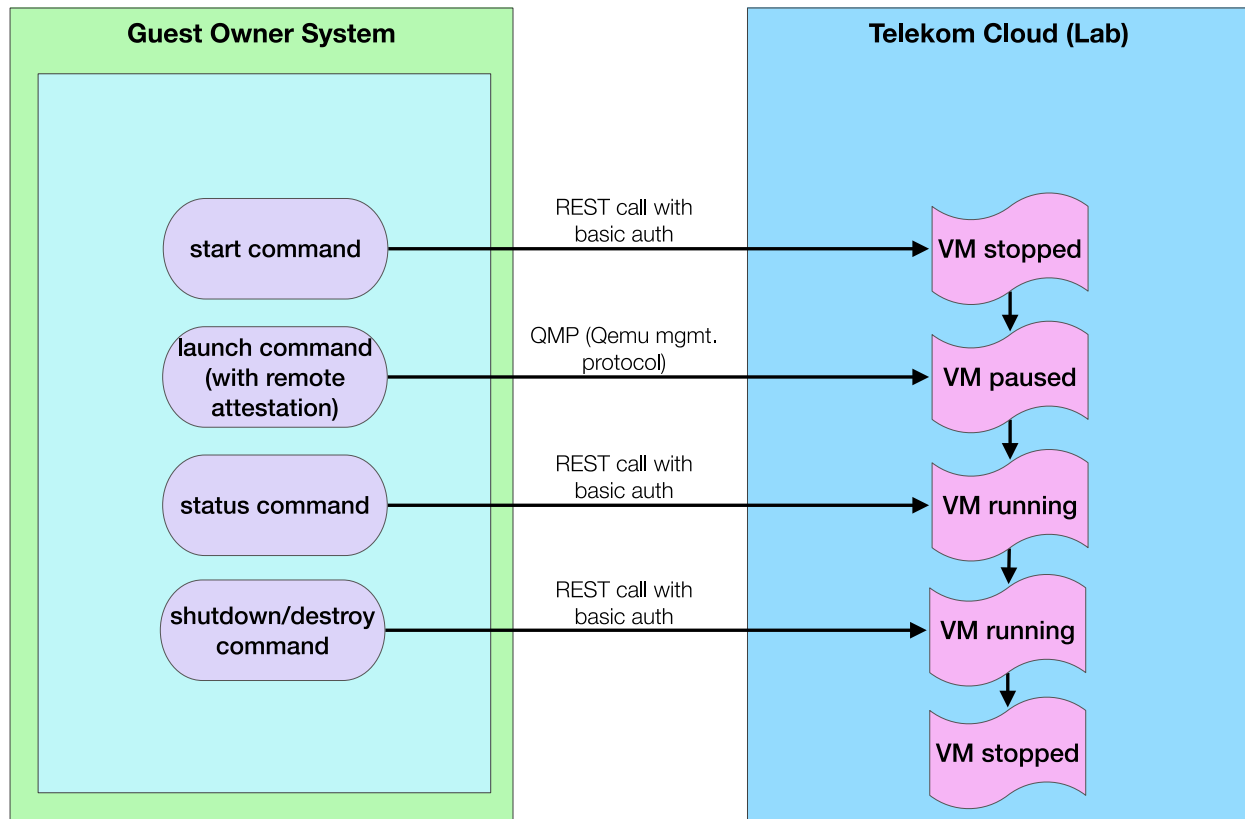 Guest Owner System
Telekom Cloud (Lab)
start command
REST call with
basic auth
VM stopped
launch command
(with remote
attestation)
QMP (Qemu mgmt.
protocol)
VM paused
status command
REST call with
basic auth
VM running
shutdown/destroy
command
REST call with
basic auth
VM running
VM stopped